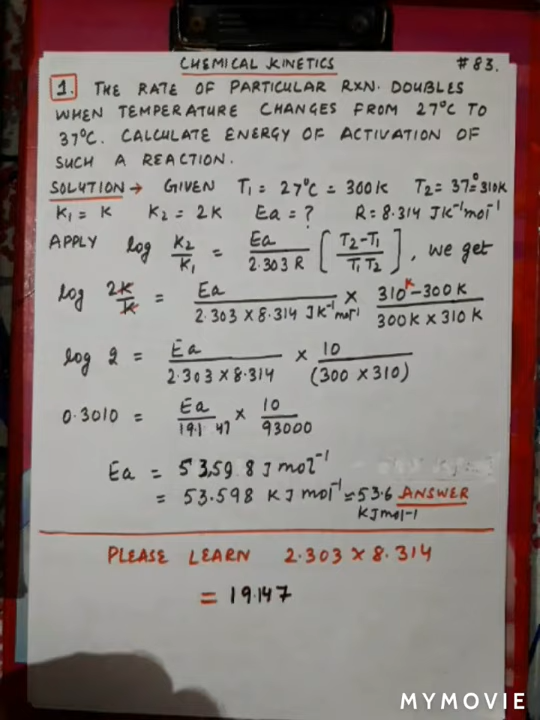 CHEMICAL KINETICS #83.
1. THE RATE OF PARTICULAR RXN. DOUBLES
WHEN TEMPERATURE CHANGES FROM 27°C TO
37°C. CALCULATE ENERGY OF ACTIVATION OF
SUCH A REACTION.
SOLUTION → GIVEN T₁ = 27°C = 300K T₂ = 37°=310K
K₁ = K K₂ = 2K Ea = ? R = 8.314 JK⁻¹mol⁻¹
APPLY log K₂/K₁ = Ea/2.303 R [T₂-T₁/T₁T₂], we get
log 2K/K = Ea/2.303 × 8.314 JK⁻¹mol¹ × 310K-300K/300K × 310K
log 2 = Ea/2.303 × 8.314 × 10/(300 × 310)
0.3010 = Ea/19.1 47 × 10/93000
Ea = 53598 J mol⁻¹
= 53.598 KJ mol⁻¹ ≈ 53.6 ANSWER
KJmol-1
PLEASE LEARN 2.303 × 8.314
= 19.147
MYMOVIE